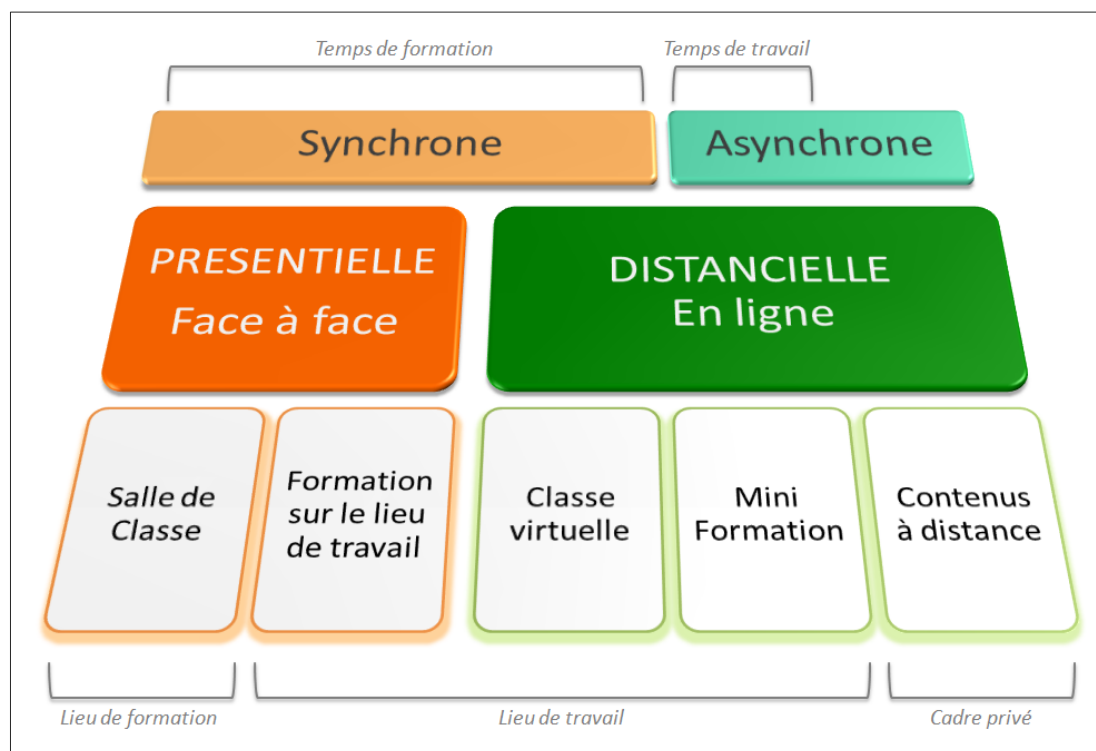 Temps de formation
Temps de travail
Synchrone
Asynchrone
PRESENTIELLE
Face à face
DISTANCIELLE
En ligne
Salle de
Classe
Formation
sur le lieu
de travail
Classe
virtuelle
Mini
Formation
Contenus
à distance
Lieu de formation
Lieu de travail
Cadre privé